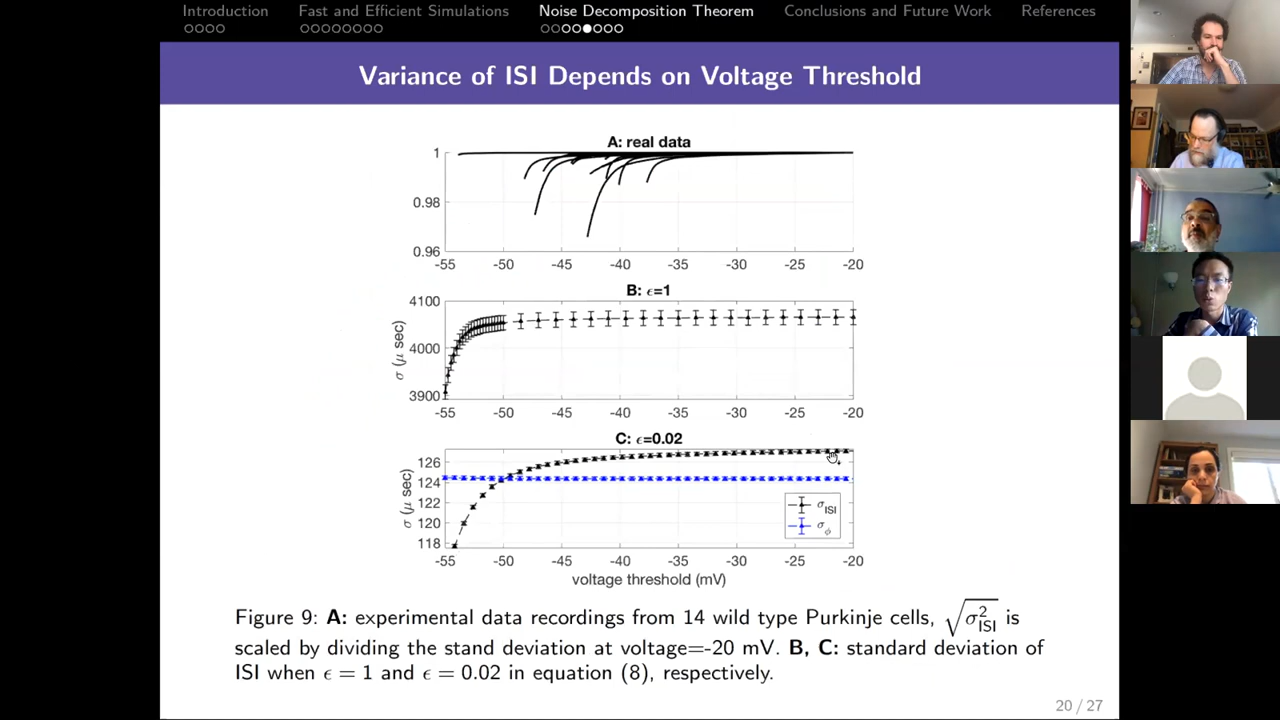 Introduction Fast and Efficient Simulations Noise Decomposition Theorem Conclusions and Future Work References
Variance of ISI Depends on Voltage Threshold
A: real data
1
0.98
0.96
-55 -50 -45 -40 -35 -30 -25 -20
B: ϵ=1
4100
4000
3900
σ (μ sec)
-55 -50 -45 -40 -35 -30 -25 -20
C: ϵ=0.02
126
124
122
120
118
σ (μ sec)
σ_ISI
σ_ϕ
-55 -50 -45 -40 -35 -30 -25 -20
voltage threshold (mV)
Figure 9: A: experimental data recordings from 14 wild type Purkinje cells, √σ²_ISI is
scaled by dividing the stand deviation at voltage=-20 mV. B, C: standard deviation of
ISI when ϵ = 1 and ϵ = 0.02 in equation (8), respectively.
20 / 27